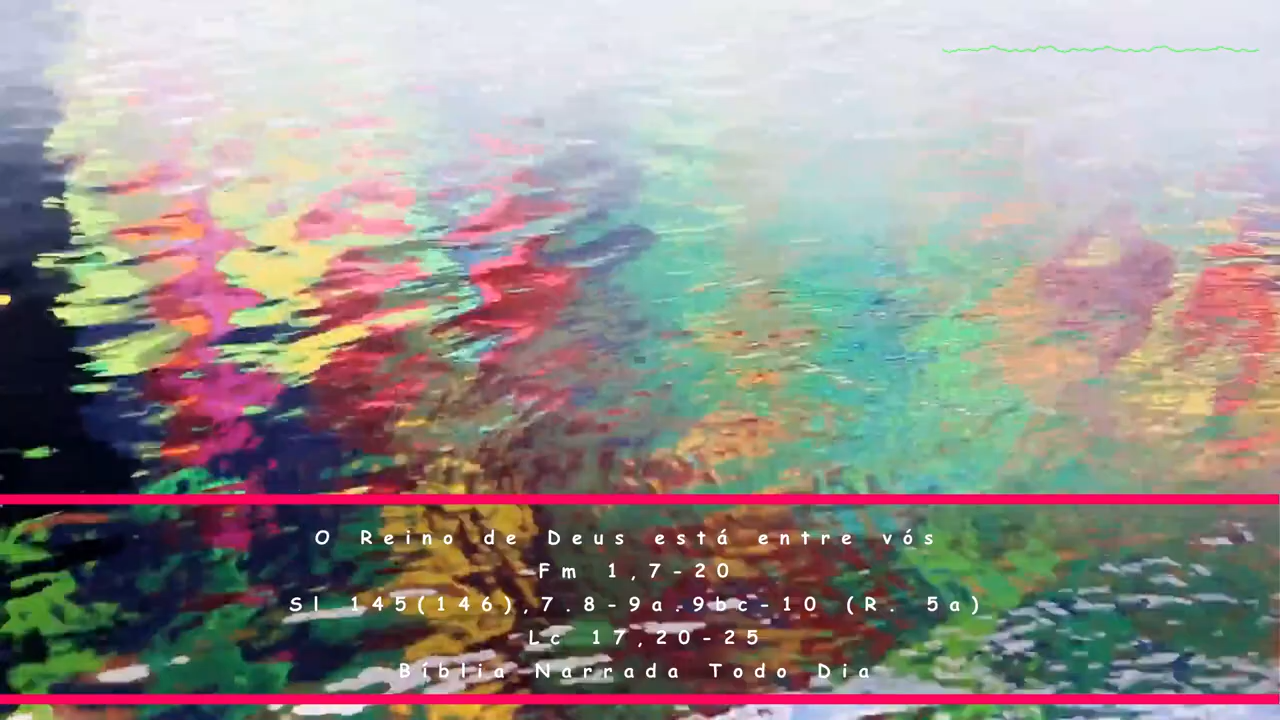 O Reino de Deus está entre vós
Fm 1,7-20
Sl 145(146),7.8-9a.9bc-10 (R. 5a)
Lc 17,20-25
Bíblia Narrada Todo Dia